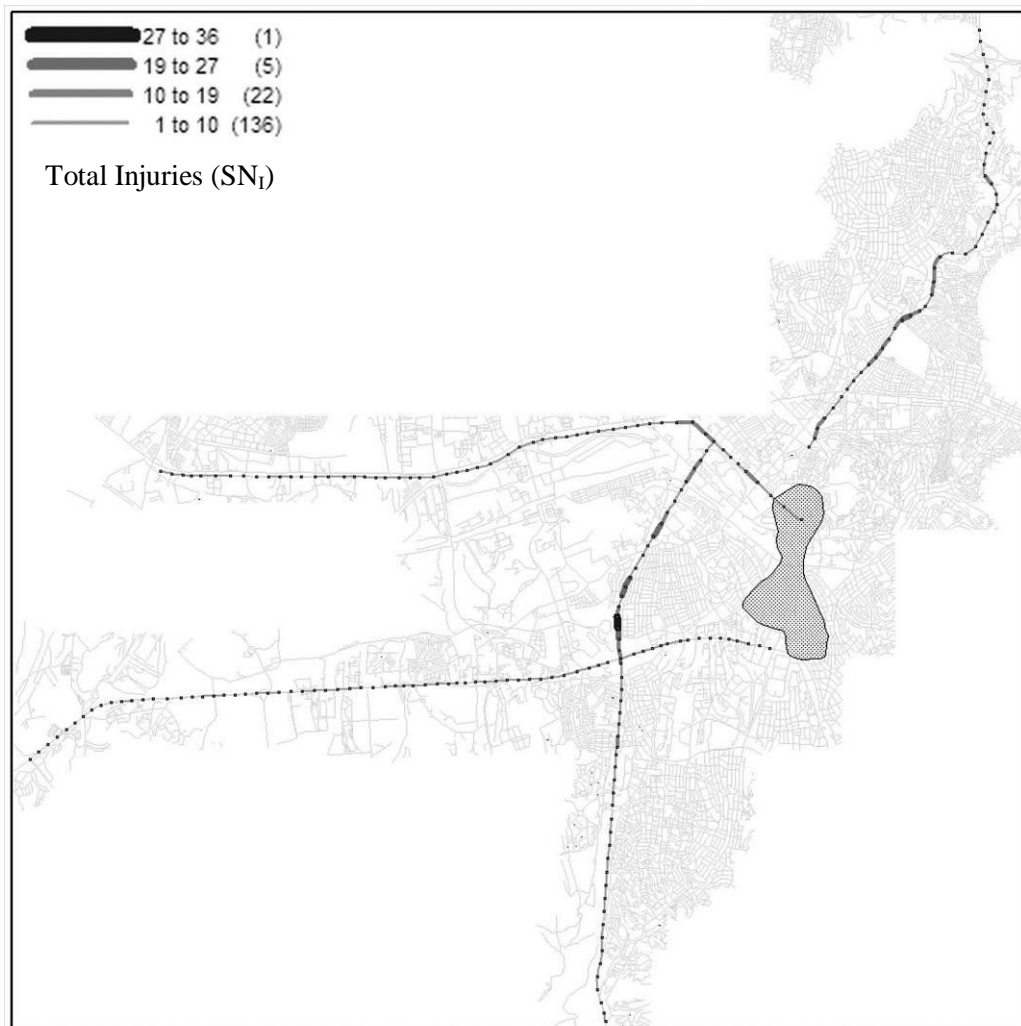 27 to 36 (1)
19 to 27 (5)
10 to 19 (22)
1 to 10 (136)
Total Injuries (SN_I)